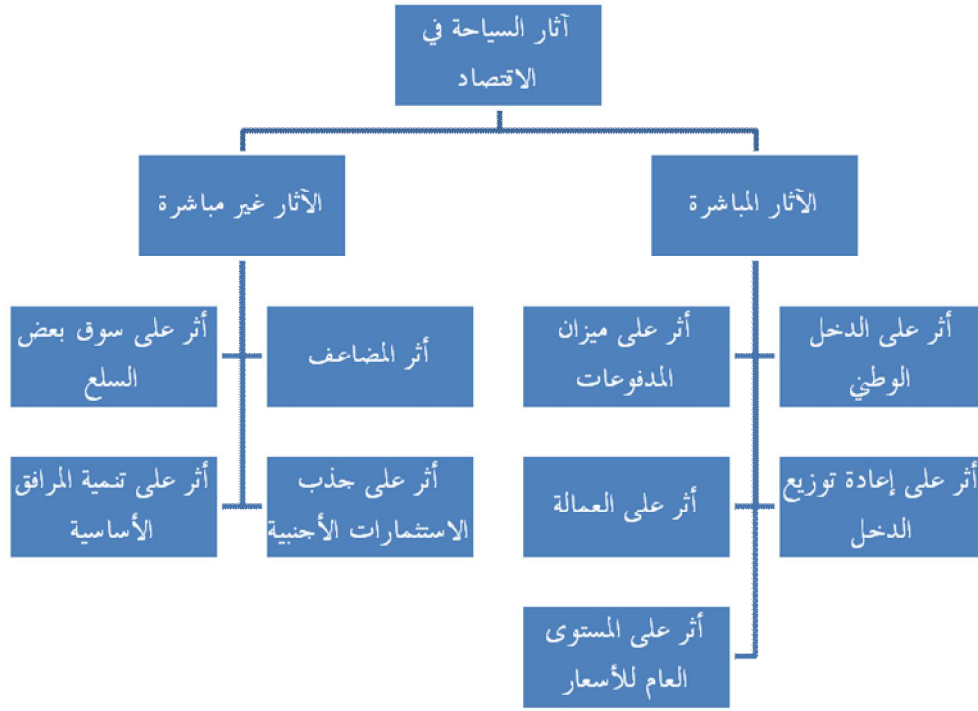 آثار السياحة في
الاقتصاد
الآثار المباشرة
الآثار غير مباشرة
أثر على الدخل
الوطني
أثر على ميزان
المدفوعات
أثر على إعادة توزيع
الدخل
أثر على العمالة
أثر على المستوى
العام للأسعار
أثر المضاعف
أثر على سوق بعض
السلع
أثر على جذب
الاستثمارات الأجنبية
أثر على تنمية المرافق
الأساسية